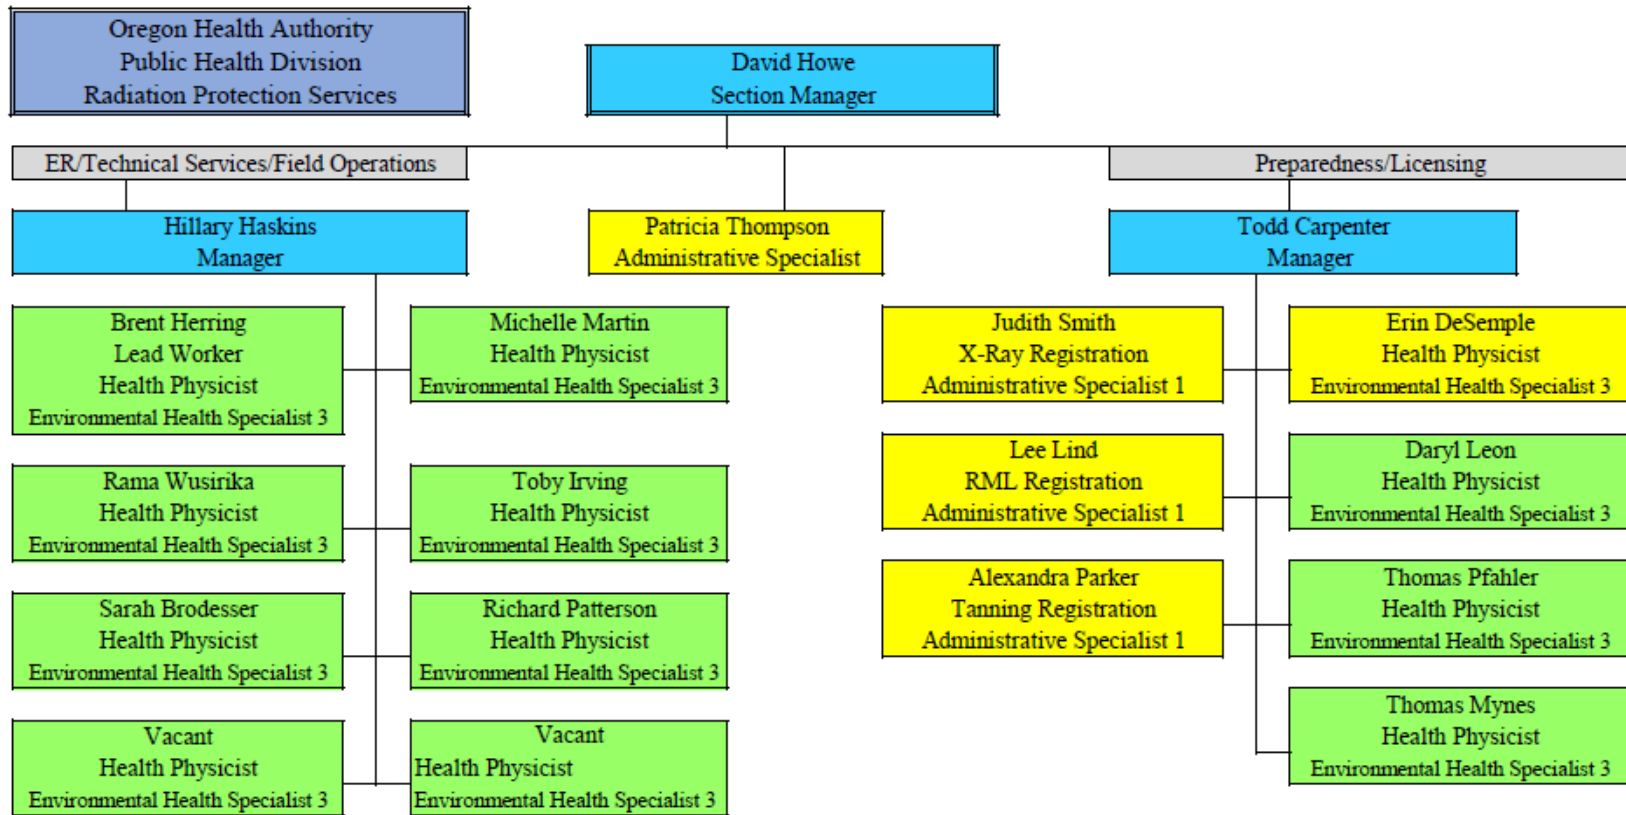 Oregon Health Authority
Public Health Division
Radiation Protection Services
David Howe
Section Manager
ER/Technical Services/Field Operations
Preparedness/Licensing
Hillary Haskins
Manager
Patricia Thompson
Administrative Specialist
Todd Carpenter
Manager
Brent Herring
Lead Worker
Health Physicist
Environmental Health Specialist 3
Michelle Martin
Health Physicist
Environmental Health Specialist 3
Judith Smith
X-Ray Registration
Administrative Specialist 1
Erin DeSemple
Health Physicist
Environmental Health Specialist 3
Rama Wusirika
Health Physicist
Environmental Health Specialist 3
Toby Irving
Health Physicist
Environmental Health Specialist 3
Lee Lind
RML Registration
Administrative Specialist 1
Daryl Leon
Health Physicist
Environmental Health Specialist 3
Sarah Brodesser
Health Physicist
Environmental Health Specialist 3
Richard Patterson
Health Physicist
Environmental Health Specialist 3
Alexandra Parker
Tanning Registration
Administrative Specialist 1
Thomas Pfahler
Health Physicist
Environmental Health Specialist 3
Vacant
Health Physicist
Environmental Health Specialist 3
Vacant
Health Physicist
Environmental Health Specialist 3
Thomas Mynes
Health Physicist
Environmental Health Specialist 3